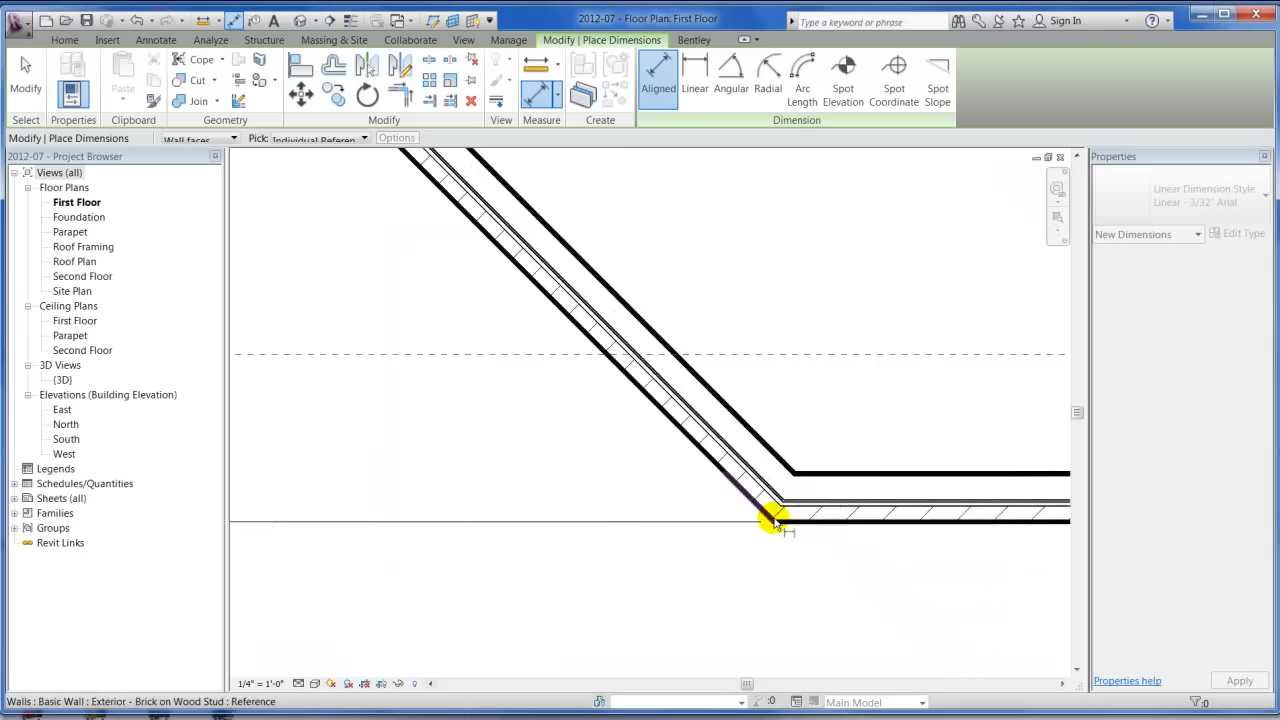 2012-07 - Floor Plan: First Floor
Type a keyword or phrase
Sign In
Home Insert Annotate Analyze Structure Massing & Site Collaborate View Manage Modify | Place Dimensions Bentley
Modify
Paste
Cope
Cut
Join
Aligned Linear Angular Radial Arc Length Spot Elevation Spot Coordinate Spot Slope
Select Properties Clipboard Geometry Modify View Measure Create Dimension
Modify | Place Dimensions Wall faces Pick: Individual Referen Options
2012-07 - Project Browser
Views (all)
Floor Plans
First Floor
Foundation
Parapet
Roof Framing
Roof Plan
Second Floor
Site Plan
Ceiling Plans
First Floor
Parapet
Second Floor
3D Views
{3D}
Elevations (Building Elevation)
East
North
South
West
Legends
Schedules/Quantities
Sheets (all)
Families
Groups
Revit Links
Properties
Linear Dimension Style
Linear - 3/32" Arial
New Dimensions Edit Type
Properties help Apply
1/4" = 1'-0"
Walls : Basic Wall : Exterior - Brick on Wood Stud : Reference
:0
Main Model
:0